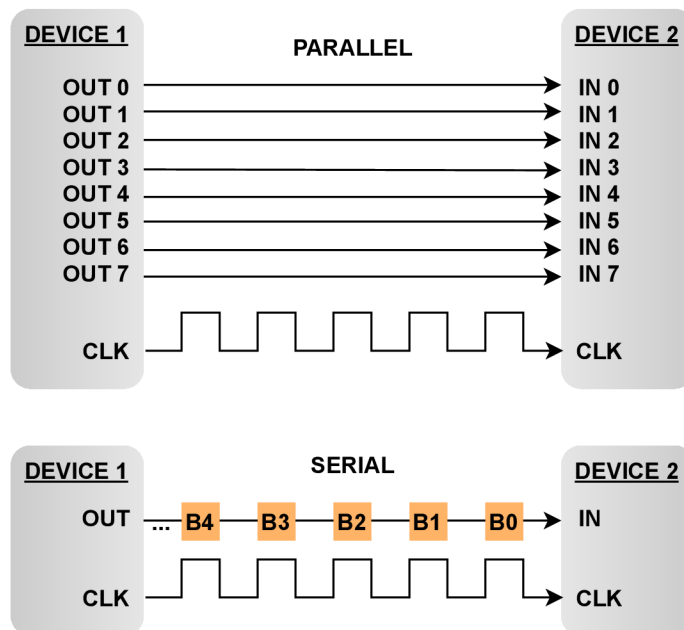 DEVICE 1
PARALLEL
DEVICE 2
OUT 0
IN 0
OUT 1
IN 1
OUT 2
IN 2
OUT 3
IN 3
OUT 4
IN 4
OUT 5
IN 5
OUT 6
IN 6
OUT 7
IN 7
CLK
CLK
DEVICE 1
SERIAL
DEVICE 2
OUT ... B4 B3 B2 B1 B0 IN
CLK
CLK